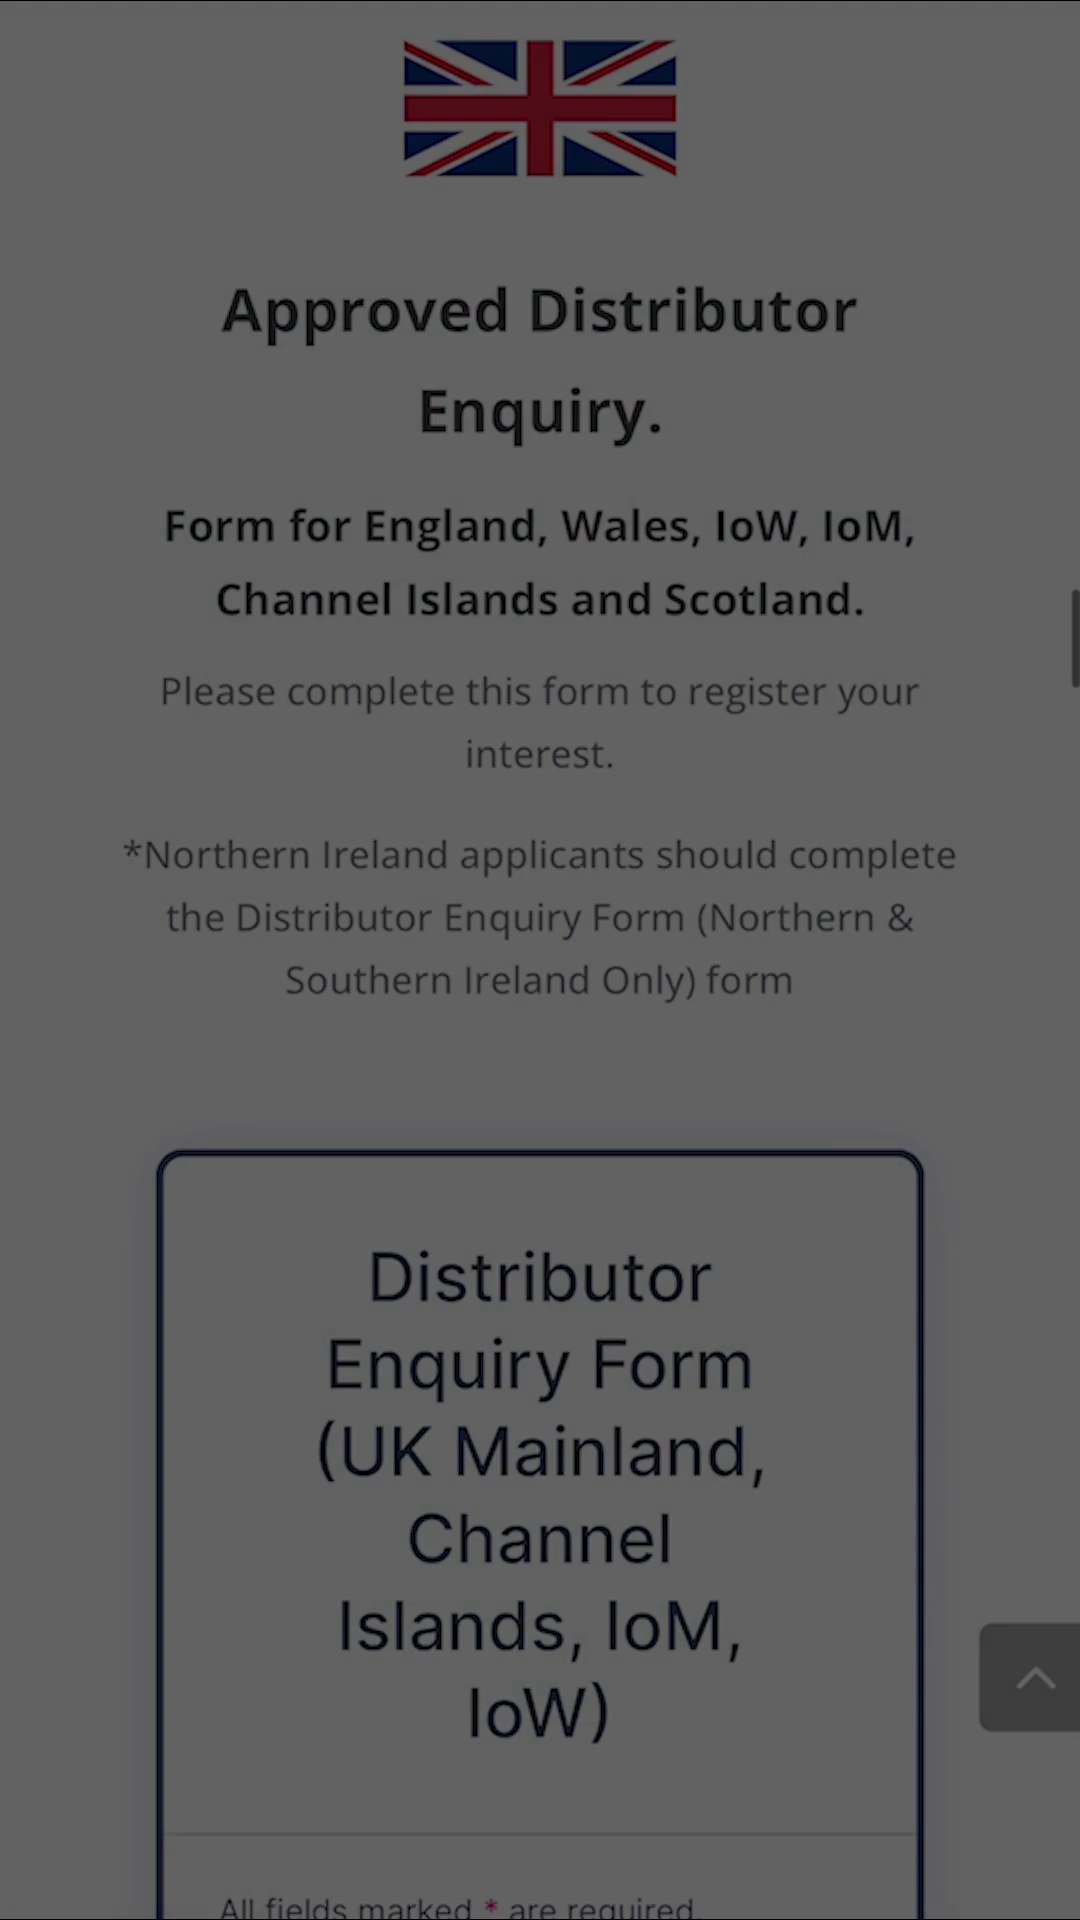 Approved Distributor
Enquiry.
Form for England, Wales, IoW, IoM,
Channel Islands and Scotland.
Please complete this form to register your
interest.
*Northern Ireland applicants should complete
the Distributor Enquiry Form (Northern &
Southern Ireland Only) form
Distributor
Enquiry Form
(UK Mainland,
Channel
Islands, IoM,
IoW)
All fields marked * are required.